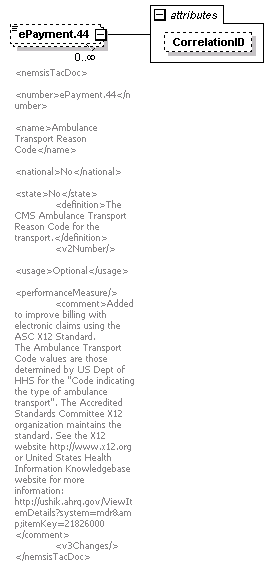 ePayment.44
attributes
CorrelationID
0..∞
<nemsisTacDoc>
<number>ePayment.44</n
umber>
<name>Ambulance
Transport Reason
Code</name>
<national>No</national>
<state>No</state>
<definition>The
CMS Ambulance Transport
Reason Code for the
transport.</definition>
<v2Number/>
<usage>Optional</usage>
<performanceMeasure/>
<comment>Added
to improve billing with
electronic claims using the
ASC X12 Standard.
The Ambulance Transport
Code values are those
determined by US Dept of
HHS for the "Code indicating
the type of ambulance
transport". The Accredited
Standards Committee X12
organization maintains the
standard. See the X12
website http://www.x12.org
or United States Health
Information Knowledgebase
website for more
information:
http://ushik.ahrq.gov/ViewIt
emDetails?system=mdr&am
p;itemKey=21826000
</comment>
<v3Changes/>
</nemsisTacDoc>